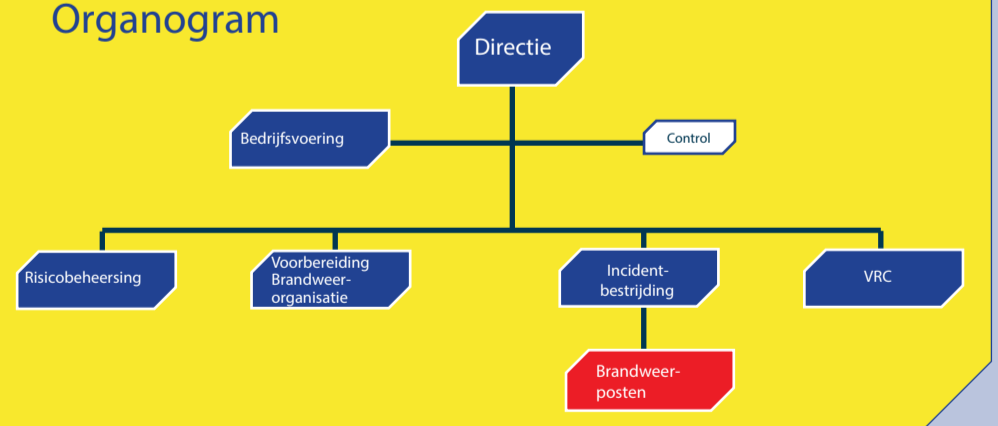 Organogram
Directie
Bedrijfsvoering
Control
Risicobeheersing
Voorbereiding
Brandweer-
organisatie
Incident-
bestrijding
VRC
Brandweer-
posten